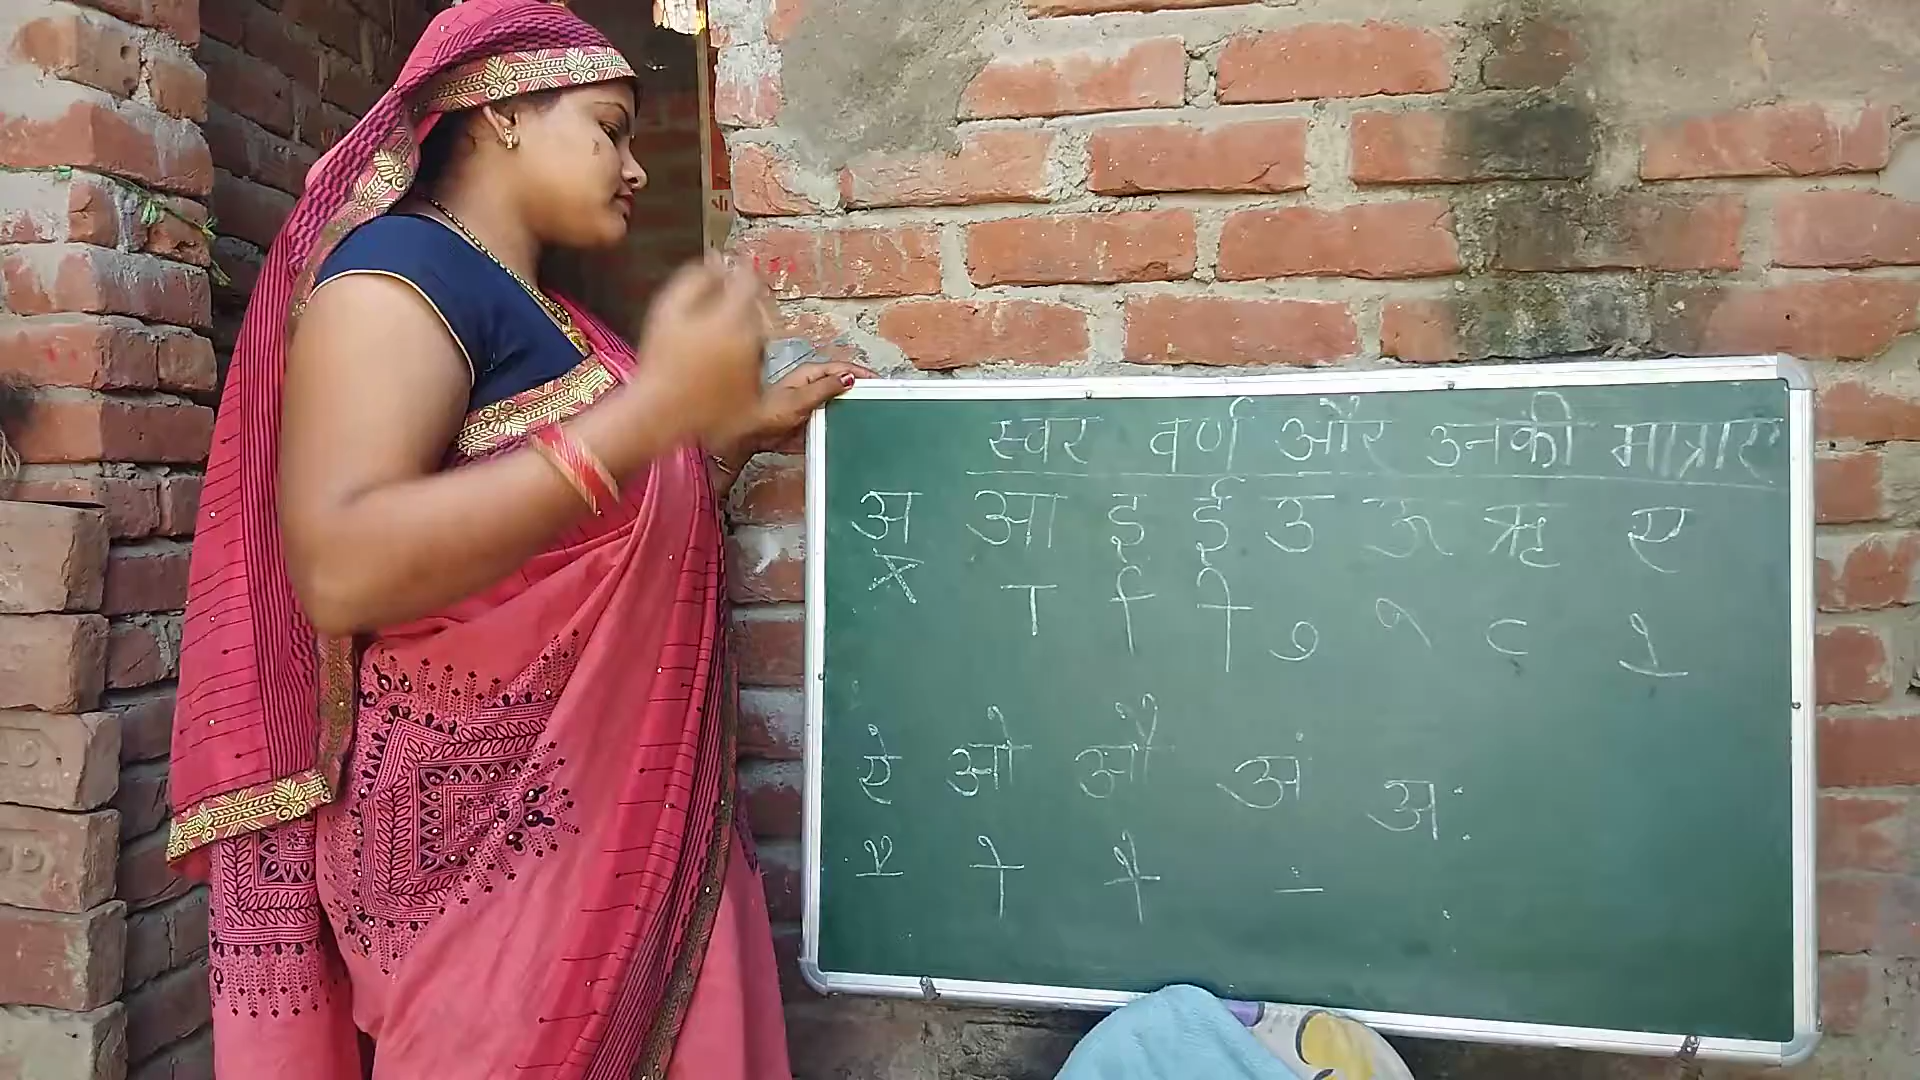 स्वर वर्ण और उनकी मात्राएं
अ आ इ ई उ ऊ ऋ ए
x ा ि ी ु ू ृ े
ऐ ओ औ अं अः
ै ो ौ ं :